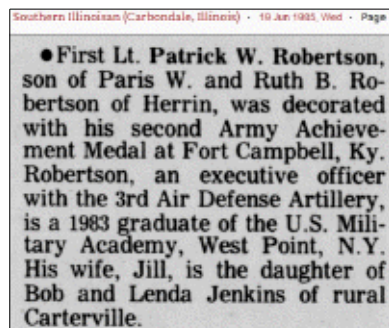 Southern Illinoisan (Carbondale, Illinois) · 19 Jun 1985, Wed · Page
● First Lt. Patrick W. Robertson,
son of Paris W. and Ruth B. Ro-
bertson of Herrin, was decorated
with his second Army Achieve-
ment Medal at Fort Campbell, Ky.
Robertson, an executive officer
with the 3rd Air Defense Artillery,
is a 1983 graduate of the U.S. Mili-
tary Academy, West Point, N.Y.
His wife, Jill, is the daughter of
Bob and Lenda Jenkins of rural
Carterville.